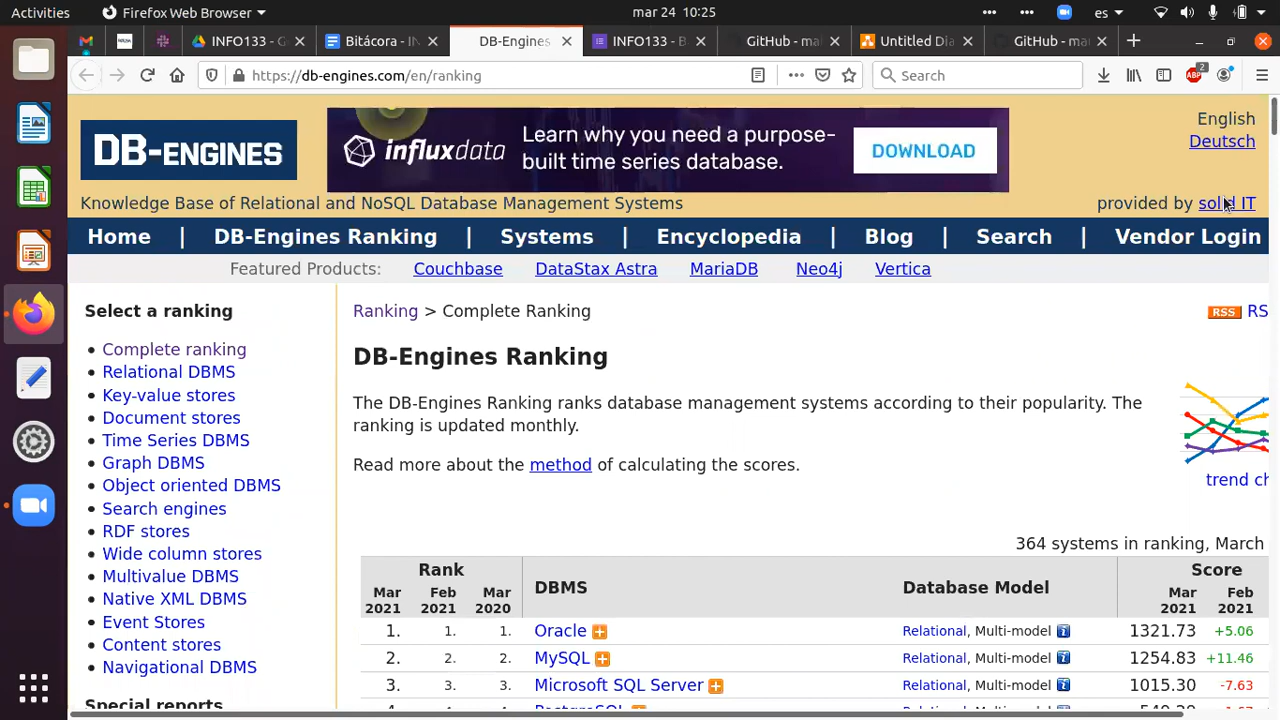 Activities Firefox Web Browser mar 24 10:25 es
INFO133 - G Bitácora - IN DB-Engines INFO133 - B GitHub - ma Untitled Dia GitHub - ma
https://db-engines.com/en/ranking Search ABP 2
DB-ENGINES
influxdata Learn why you need a purpose-
built time series database.
DOWNLOAD
English
Deutsch
Knowledge Base of Relational and NoSQL Database Management Systems provided by solid IT
Home | DB-Engines Ranking | Systems | Encyclopedia | Blog | Search | Vendor Login
Featured Products: Couchbase DataStax Astra MariaDB Neo4j Vertica
Select a ranking
Complete ranking
Relational DBMS
Key-value stores
Document stores
Time Series DBMS
Graph DBMS
Object oriented DBMS
Search engines
RDF stores
Wide column stores
Multivalue DBMS
Native XML DBMS
Event Stores
Content stores
Navigational DBMS
Special reports
Ranking > Complete Ranking
RSS RS
DB-Engines Ranking
The DB-Engines Ranking ranks database management systems according to their popularity. The
ranking is updated monthly.
Read more about the method of calculating the scores.
trend ch
364 systems in ranking, March
Rank DBMS Database Model Score
Mar 2021 Feb 2021 Mar 2020 Mar 2021 Feb 2021
1. 1. 1. Oracle Relational, Multi-model 1321.73 +5.06
2. 2. 2. MySQL Relational, Multi-model 1254.83 +11.46
3. 3. 3. Microsoft SQL Server Relational, Multi-model 1015.30 -7.63